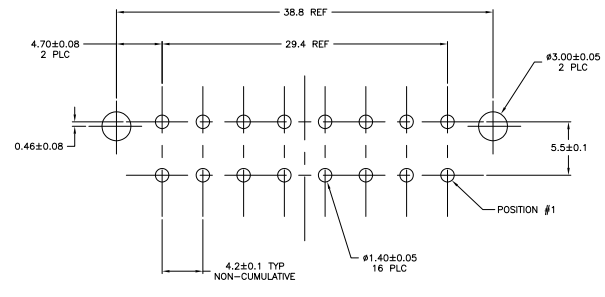 38.8 REF
4.70±0.08
2 PLC
29.4 REF
ø3.00±0.05
2 PLC
0.46±0.08
5.5±0.1
POSITION #1
4.2±0.1 TYP
NON-CUMULATIVE
ø1.40±0.05
16 PLC